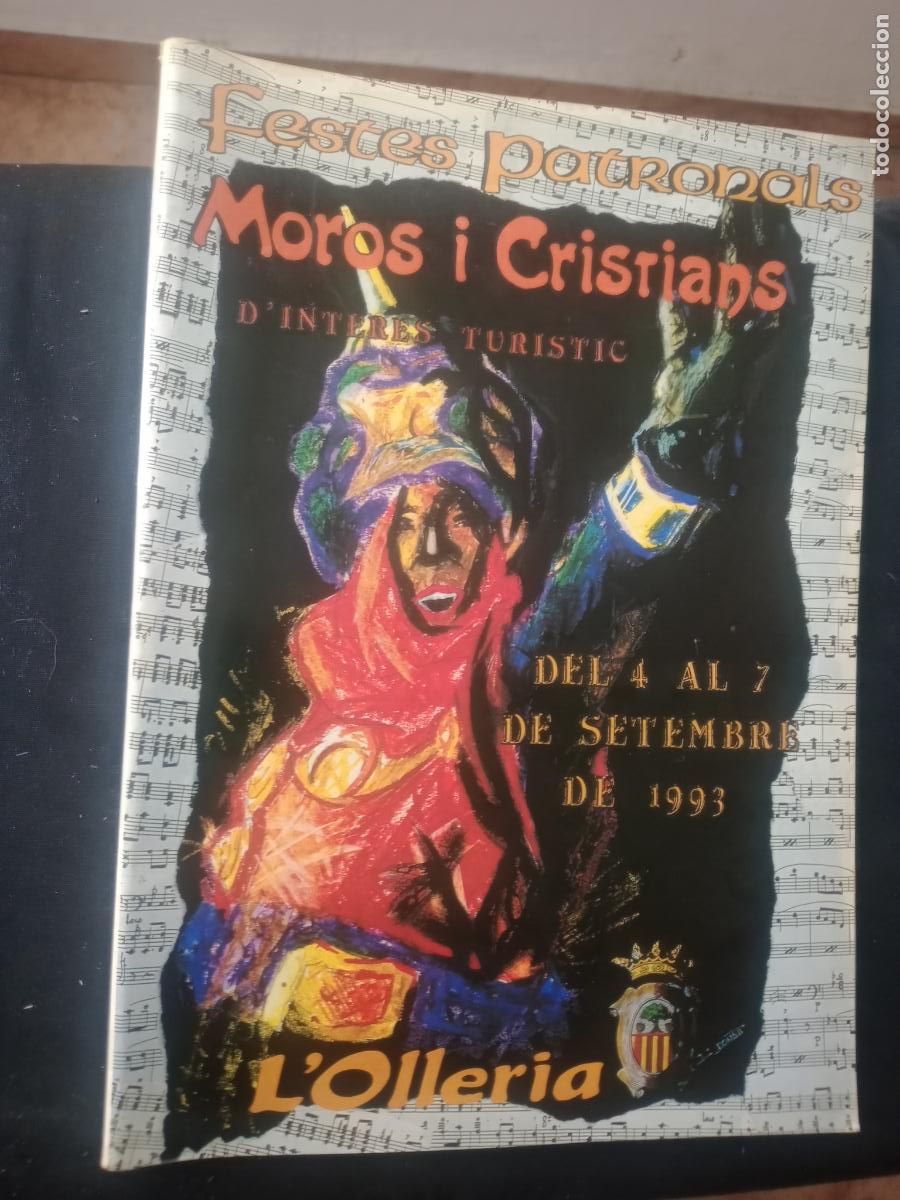 Festes Patronals
Moros i Cristians
D'INTERES TURISTIC
DEL 4 AL 7
DE SETEMBRE
DE 1993
L'Olleria
todocoleccion